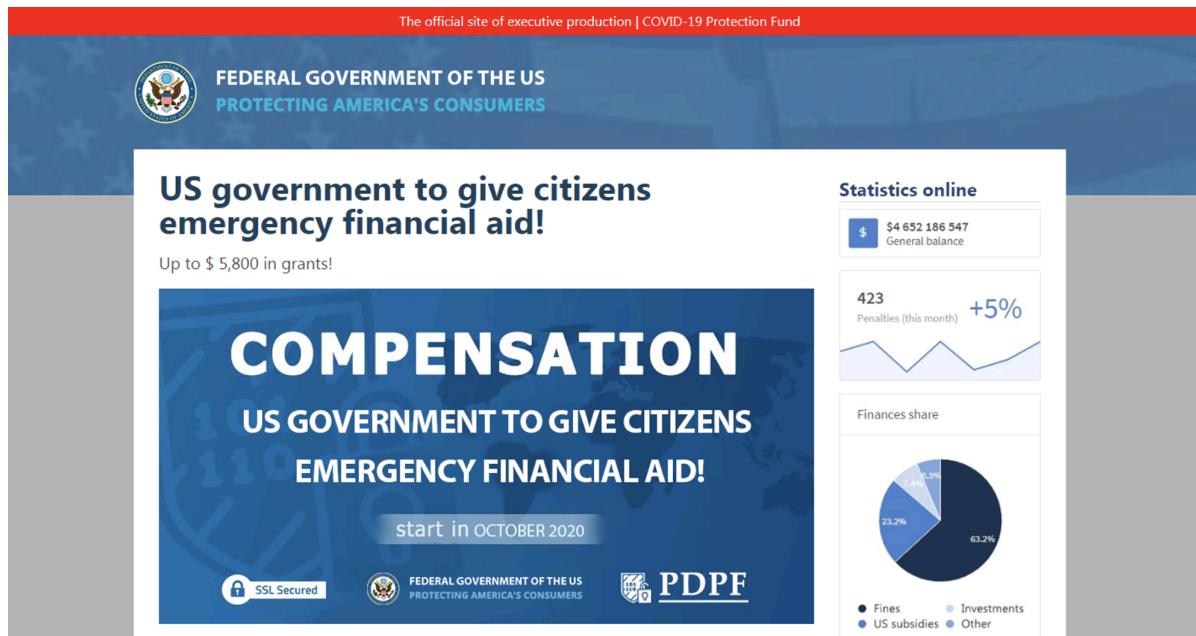 The official site of executive production | COVID-19 Protection Fund
FEDERAL GOVERNMENT OF THE US
PROTECTING AMERICA'S CONSUMERS
US government to give citizens
emergency financial aid!
Up to $ 5,800 in grants!
COMPENSATION
US GOVERNMENT TO GIVE CITIZENS
EMERGENCY FINANCIAL AID!
start in OCTOBER 2020
SSL Secured
FEDERAL GOVERNMENT OF THE US
PROTECTING AMERICA'S CONSUMERS
PDPF
Statistics online
$
$4 652 186 547
General balance
423
Penalties (this month)
+5%
Finances share
6.3%
7.4%
23.2%
63.2%
Fines
Investments
US subsidies
Other